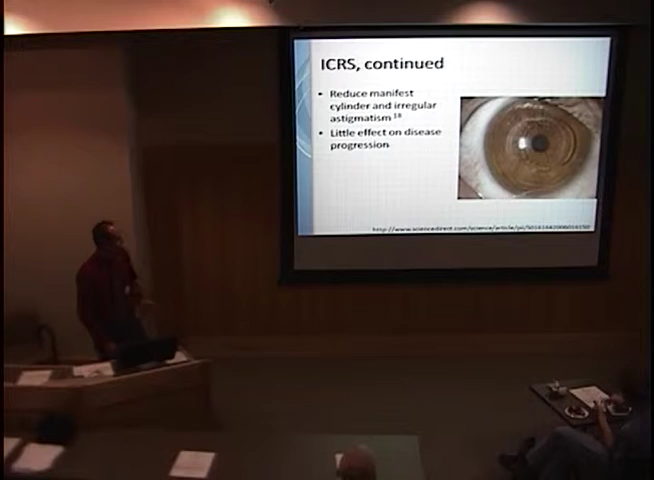 ICRS, continued
• Reduce manifest
cylinder and irregular
astigmatism 18
• Little effect on disease
progression